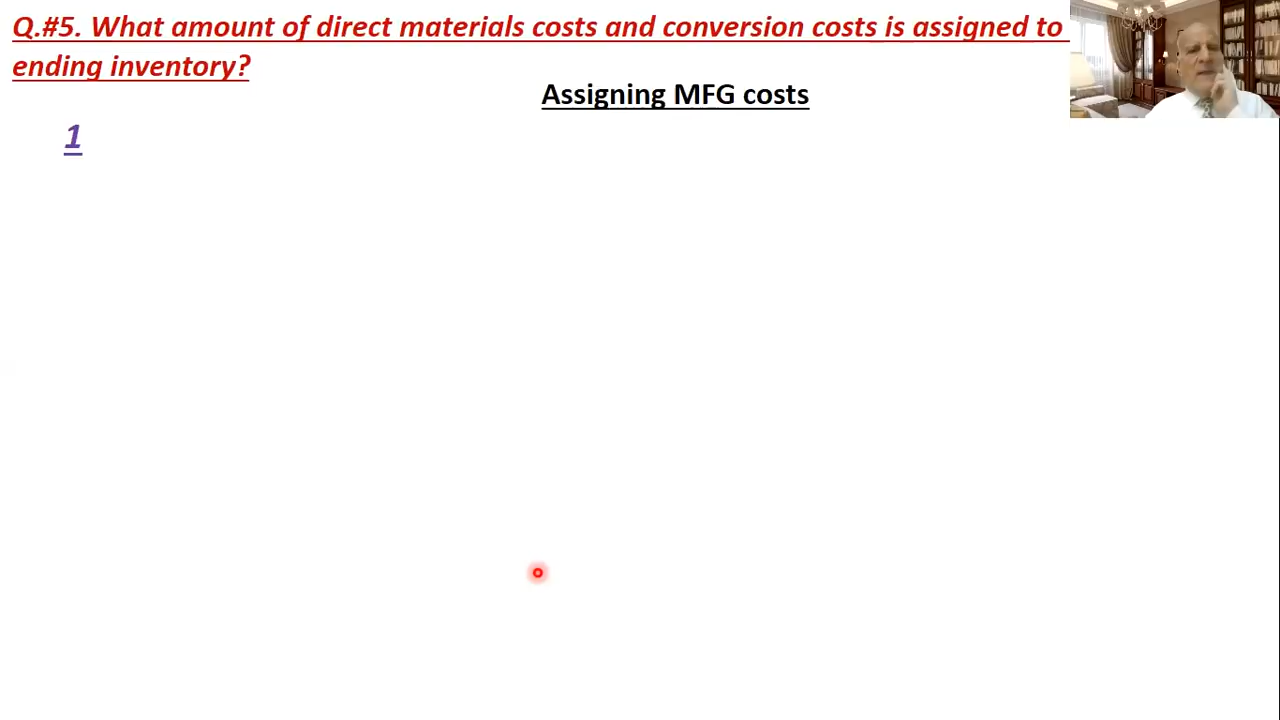 Q.#5. What amount of direct materials costs and conversion costs is assigned to
ending inventory?
Assigning MFG costs
1